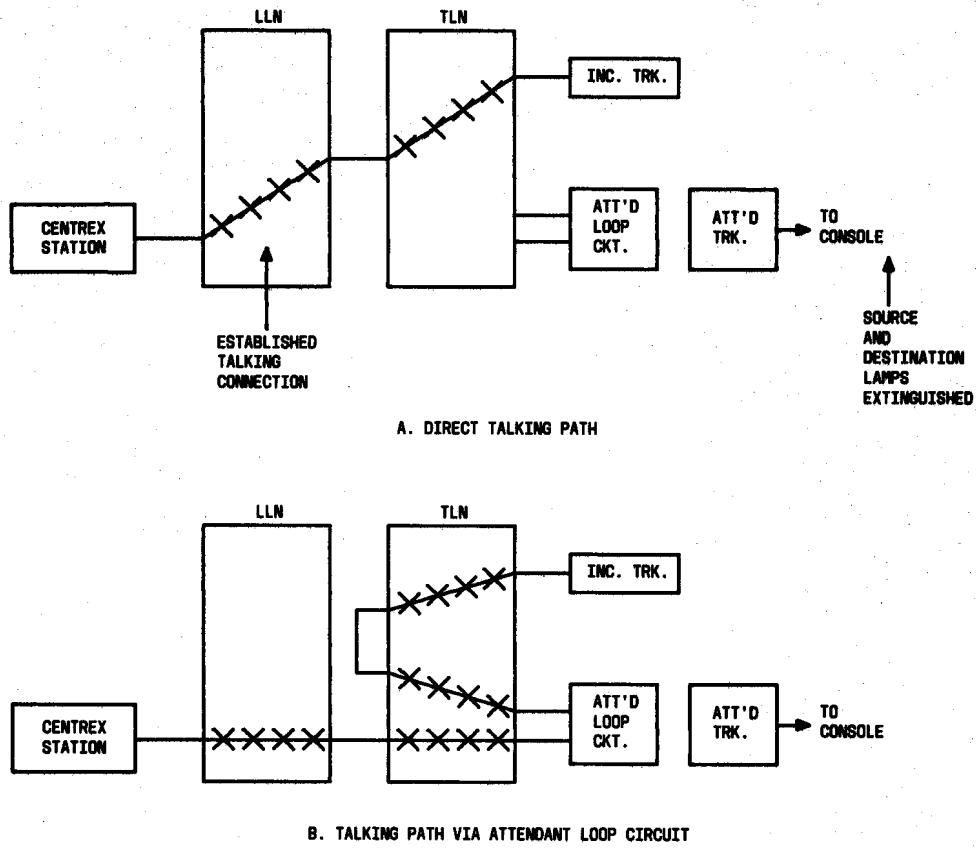 LLN
TLN
INC. TRK.
CENTREX
STATION
ATT'D
LOOP
CKT.
ATT'D
TRK.
TO
CONSOLE
ESTABLISHED
TALKING
CONNECTION
SOURCE
AND
DESTINATION
LAMPS
EXTINGUISHED
A. DIRECT TALKING PATH
LLN
TLN
INC. TRK.
CENTREX
STATION
ATT'D
LOOP
CKT.
ATT'D
TRK.
TO
CONSOLE
B. TALKING PATH VIA ATTENDANT LOOP CIRCUIT